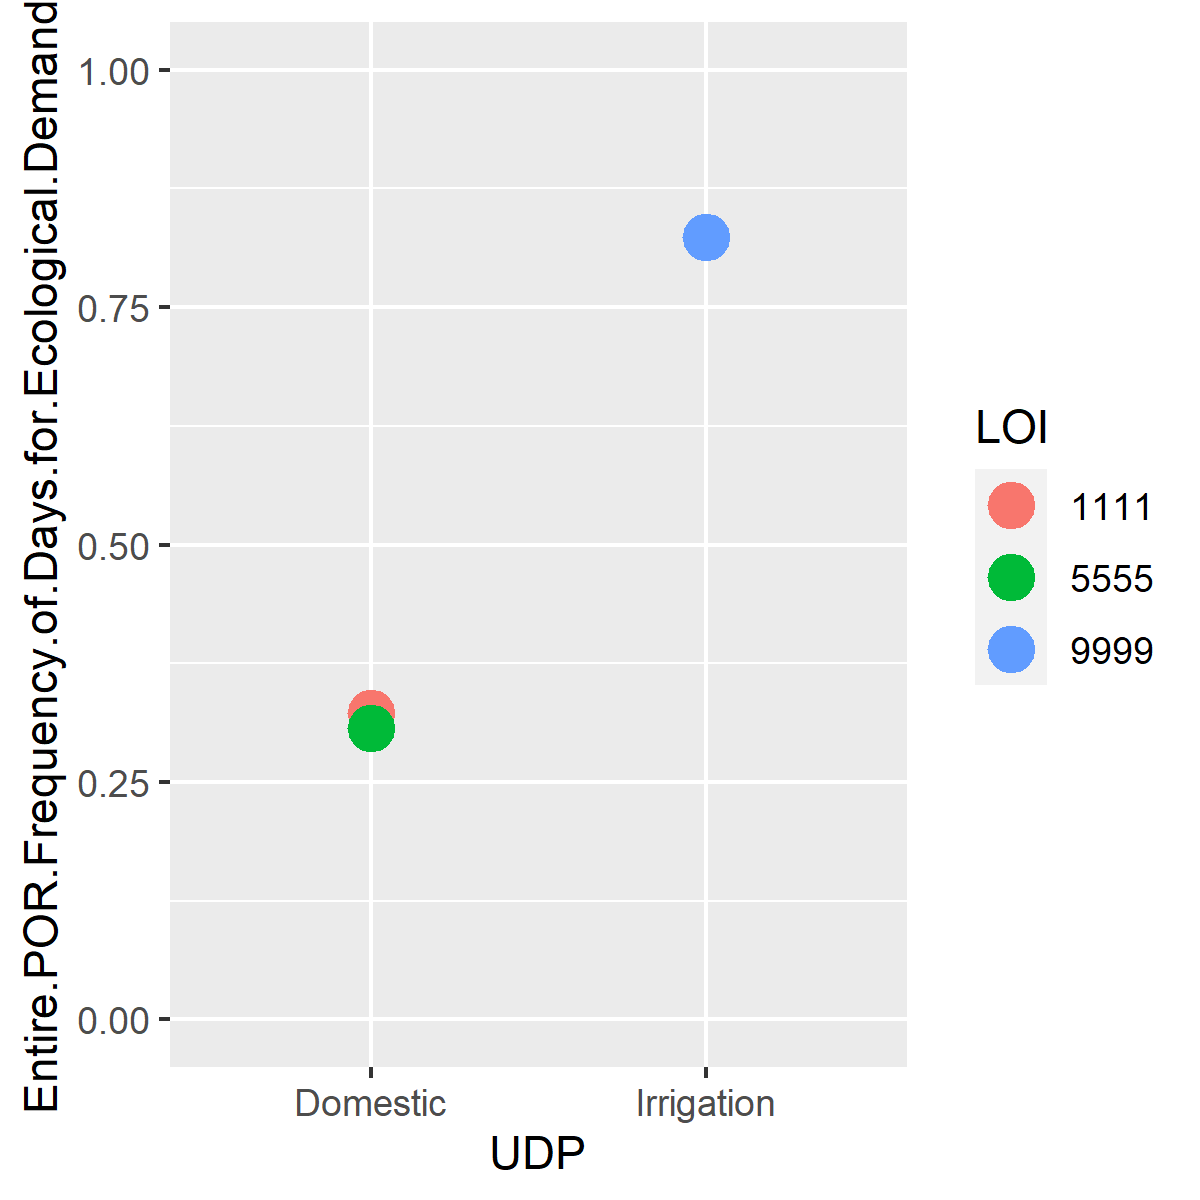 Entire.POR.Frequency.of.Days.for.Ecological.Demand
1.00
0.75
0.50
0.25
0.00
Domestic
Irrigation
UDP
LOI
1111
5555
9999